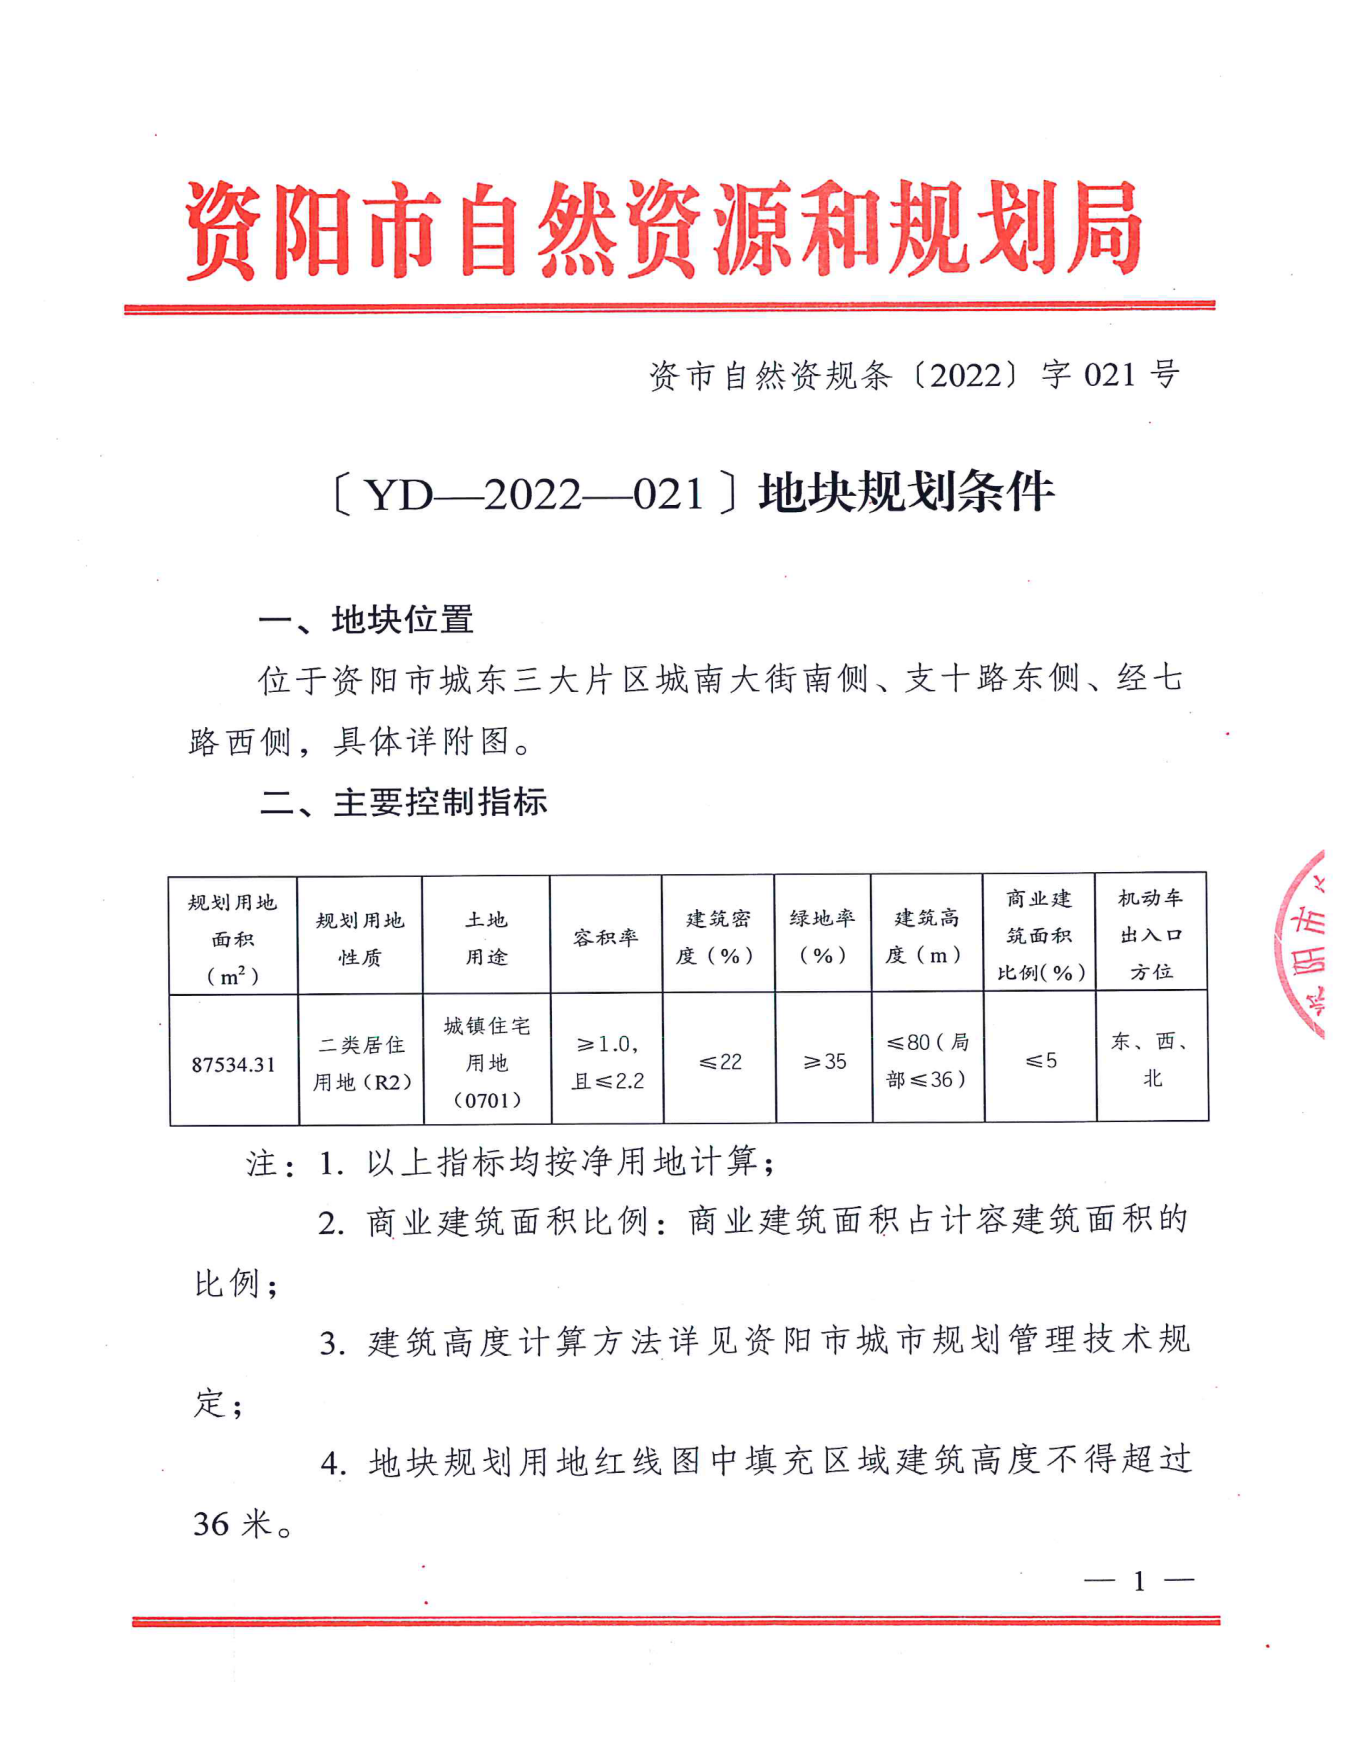 资阳市自然资源和规划局
资市自然资规条〔2022〕字 021 号
〔YD—2022—021〕地块规划条件
一、地块位置
位于资阳市城东三大片区城南大街南侧、支十路东侧、经七
路西侧，具体详附图。
二、主要控制指标
规划用地
面积
（m²）
规划用地
性质
土地
用途
容积率
建筑密
度（%）
绿地率
（%）
建筑高
度（m）
商业建
筑面积
比例(%)
机动车
出入口
方位
87534.31
二类居住
用地（R2）
城镇住宅
用地
（0701）
≥1.0,
且≤2.2
≤22
≥35
≤80（局
部≤36）
≤5
东、西、
北
注：1. 以上指标均按净用地计算；
2. 商业建筑面积比例：商业建筑面积占计容建筑面积的
比例；
3. 建筑高度计算方法详见资阳市城市规划管理技术规
定；
4. 地块规划用地红线图中填充区域建筑高度不得超过
36 米。
— 1 —
阳市